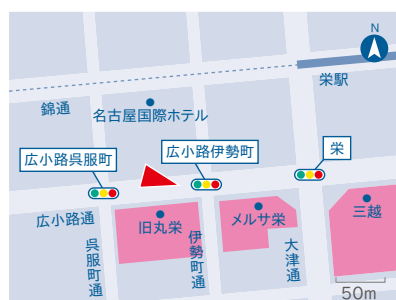 N
栄駅
錦通
名古屋国際ホテル
広小路呉服町
広小路伊勢町
栄
広小路通
旧丸栄
メルサ栄
三越
呉服町通
伊勢町通
大津通
50m